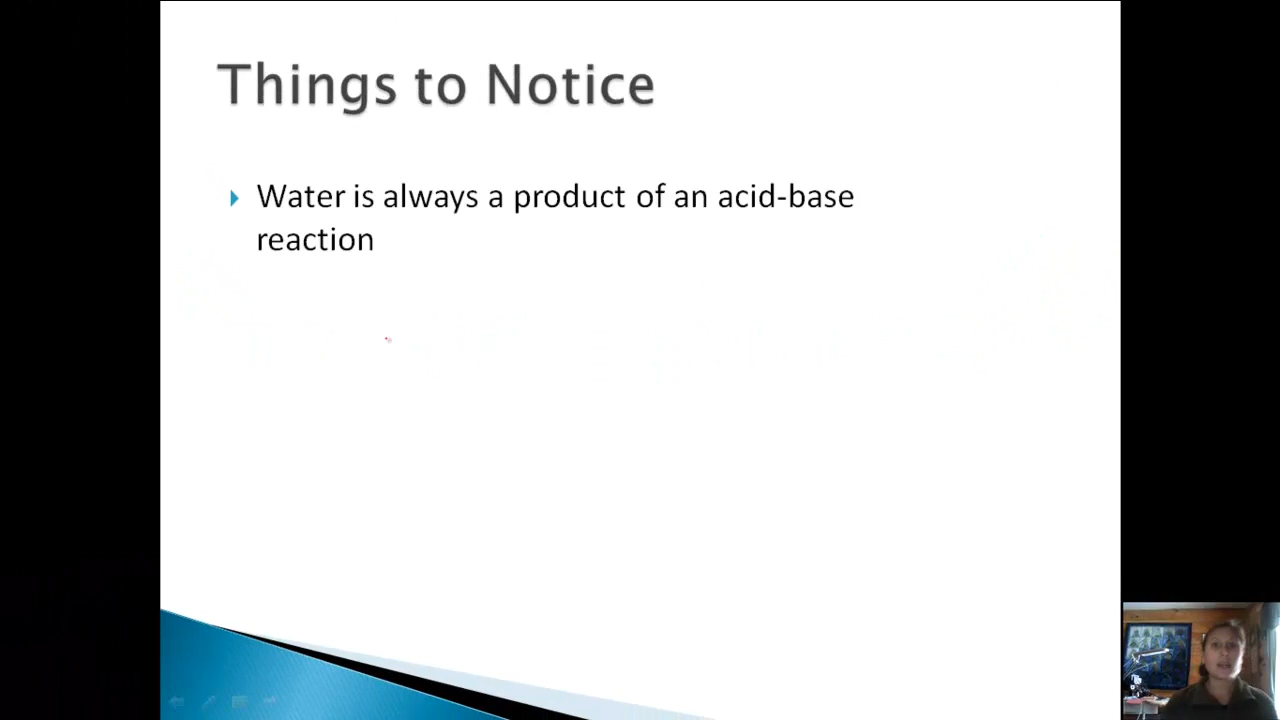 Things to Notice
Water is always a product of an acid-base
reaction